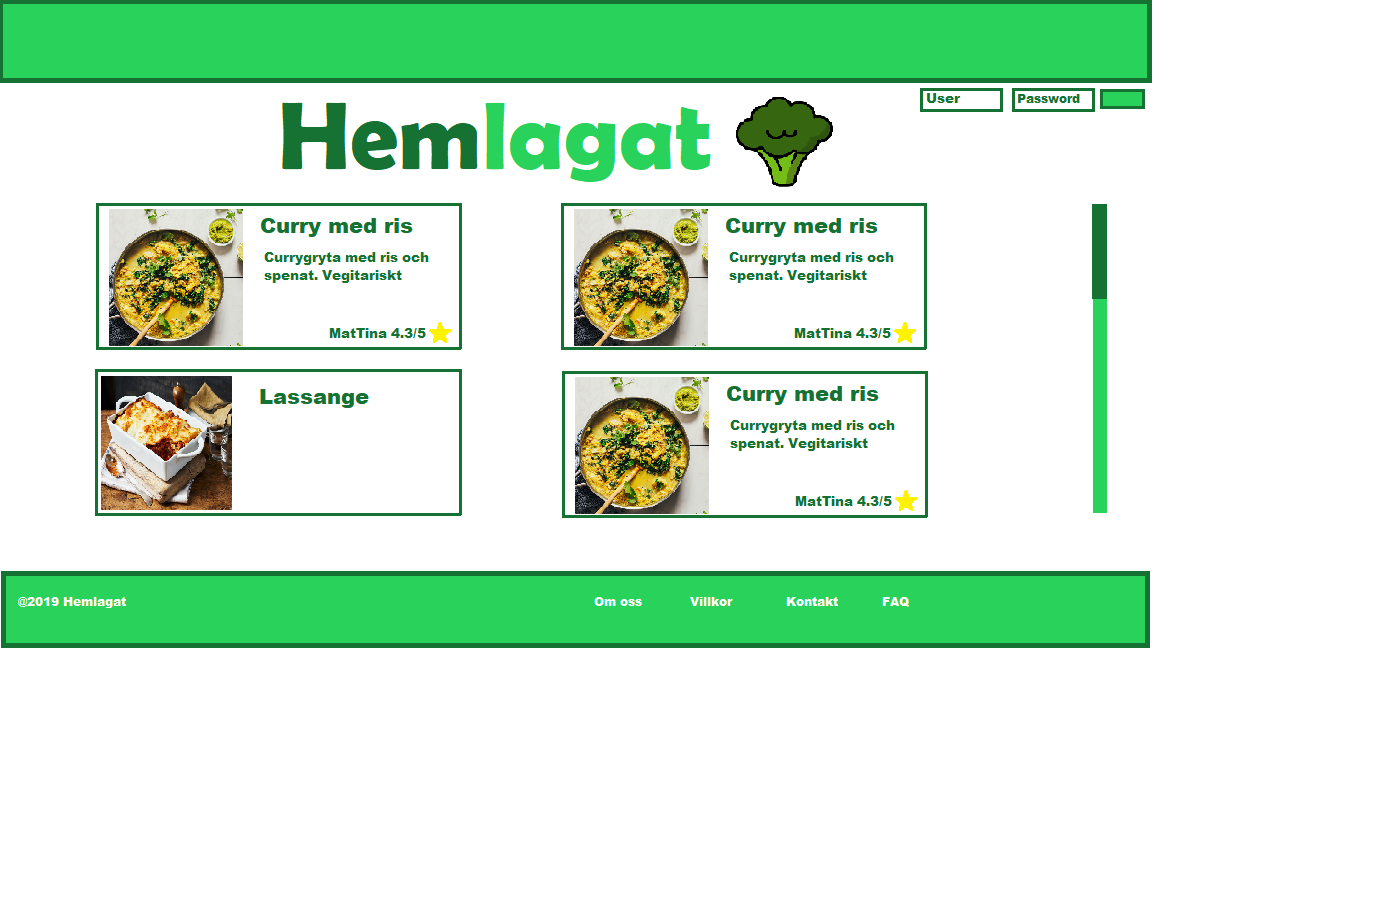 User
Password
Hemlagat
Curry med ris
Currygryta med ris och
spenat. Vegitariskt
MatTina 4.3/5
Curry med ris
Currygryta med ris och
spenat. Vegitariskt
MatTina 4.3/5
Lassange
Curry med ris
Currygryta med ris och
spenat. Vegitariskt
MatTina 4.3/5
@2019 Hemlagat
Om oss
Villkor
Kontakt
FAQ